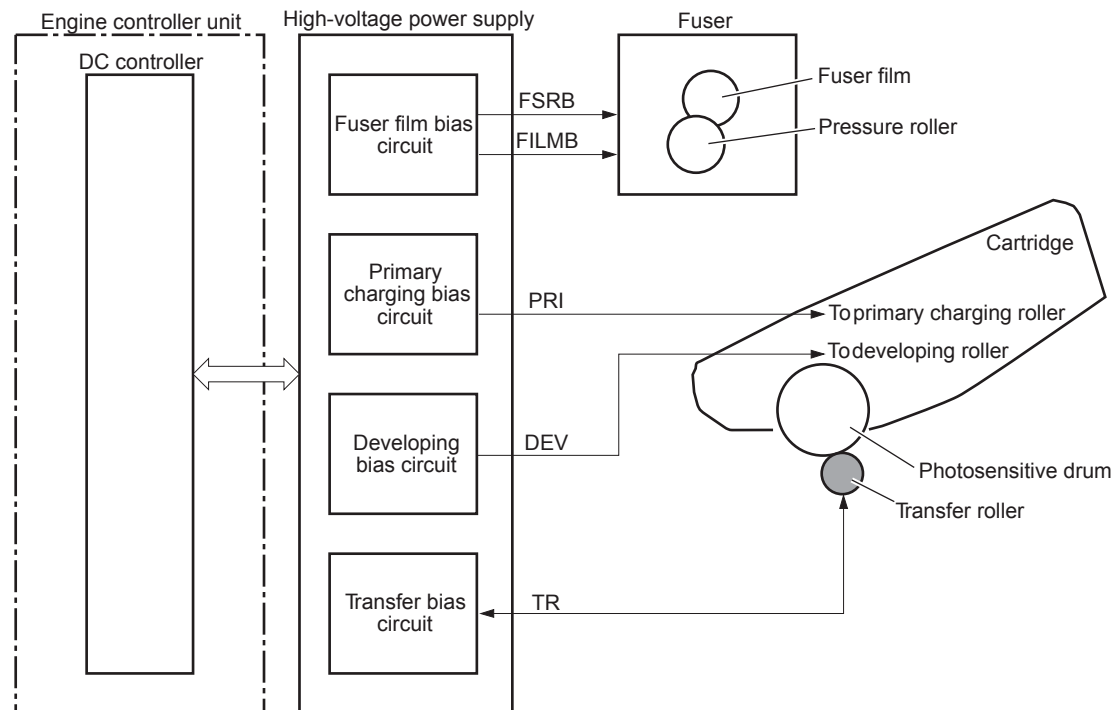 Engine controller unit
DC controller
High-voltage power supply
Fuser film bias
circuit
Primary
charging bias
circuit
Developing
bias circuit
Transfer bias
circuit
FSRB
FILMB
PRI
DEV
TR
Fuser
Fuser film
Pressure roller
Cartridge
To primary charging roller
To developing roller
Photosensitive drum
Transfer roller